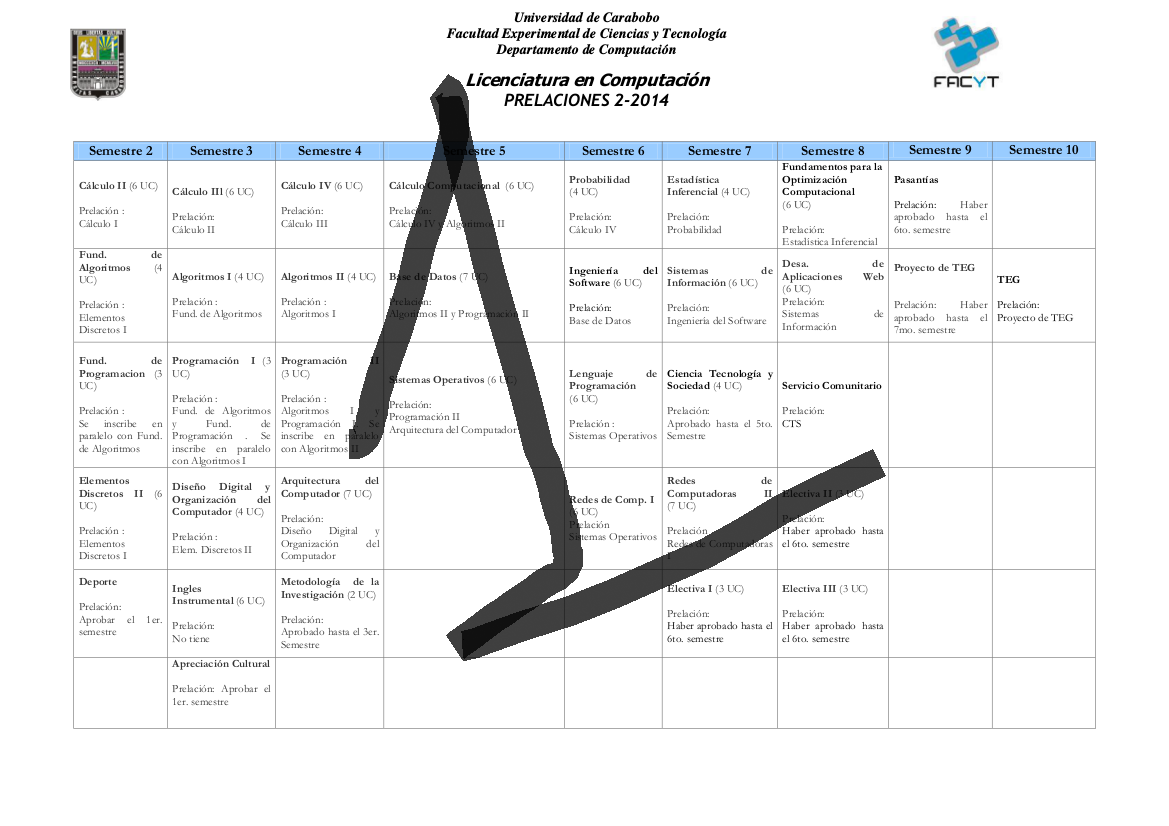 Universidad de Carabobo
Facultad Experimental de Ciencias y Tecnología
Departamento de Computación
Licenciatura en Computación
PRELACIONES 2-2014
FACYT
Semestre 2
Semestre 3
Semestre 4
Semestre 5
Semestre 6
Semestre 7
Semestre 8
Semestre 9
Semestre 10
Cálculo II (6 UC)
Prelación :
Cálculo I
Cálculo III (6 UC)
Prelación:
Cálculo II
Cálculo IV (6 UC)
Prelación:
Cálculo III
Cálculo Computacional (6 UC)
Prelación:
Cálculo IV y Algoritmos II
Probabilidad
(4 UC)
Prelación:
Cálculo IV
Estadística
Inferencial (4 UC)
Prelación:
Probabilidad
Fundamentos para la
Optimización
Computacional
(6 UC)
Prelación:
Estadística Inferencial
Pasantías
Prelación: Haber
aprobado hasta el
6to. semestre
Fund. de
Algoritmos (4
UC)
Prelación :
Elementos
Discretos I
Algoritmos I (4 UC)
Prelación :
Fund. de Algoritmos
Algoritmos II (4 UC)
Prelación :
Algoritmos I
Base de Datos (7 UC)
Prelación:
Algoritmos II y Programación II
Ingeniería del
Software (6 UC)
Prelación:
Base de Datos
Sistemas de
Información (6 UC)
Prelación:
Ingeniería del Software
Desa. de
Aplicaciones Web
(6 UC)
Prelación:
Sistemas de
Información
Proyecto de TEG
Prelación: Haber
aprobado hasta el
7mo. semestre
TEG
Prelación:
Proyecto de TEG
Fund. de
Programacion (3
UC)
Prelación :
Se inscribe en
paralelo con Fund.
de Algoritmos
Programación I (3
UC)
Prelación :
Fund. de Algoritmos
y Fund. de
Programación . Se
inscribe en paralelo
con Algoritmos I
Programación II
(3 UC)
Prelación :
Algoritmos I y
Programación I. Se
inscribe en paralelo
con Algoritmos II
Sistemas Operativos (6 UC)
Prelación:
Programación II
Arquitectura del Computador
Lenguaje de
Programación
(6 UC)
Prelación :
Sistemas Operativos
Ciencia Tecnología y
Sociedad (4 UC)
Prelación:
Aprobado hasta el 5to.
Semestre
Servicio Comunitario
Prelación:
CTS
Elementos
Discretos II (6
UC)
Prelación :
Elementos
Discretos I
Diseño Digital y
Organización del
Computador (4 UC)
Prelación :
Elem. Discretos II
Arquitectura del
Computador (7 UC)
Prelación:
Diseño Digital y
Organización del
Computador
Redes de Comp. I
(6 UC)
Prelación
Sistemas Operativos
Redes de
Computadoras II
(7 UC)
Prelación
Redes de Computadoras
I
Electiva II (3 UC)
Prelación:
Haber aprobado hasta
el 6to. semestre
Deporte
Prelación:
Aprobar el 1er.
semestre
Ingles
Instrumental (6 UC)
Prelación:
No tiene
Metodología de la
Investigación (2 UC)
Prelación:
Aprobado hasta el 3er.
Semestre
Electiva I (3 UC)
Prelación:
Haber aprobado hasta el
6to. semestre
Electiva III (3 UC)
Prelación:
Haber aprobado hasta
el 6to. semestre
Apreciación Cultural
Prelación: Aprobar el
1er. semestre